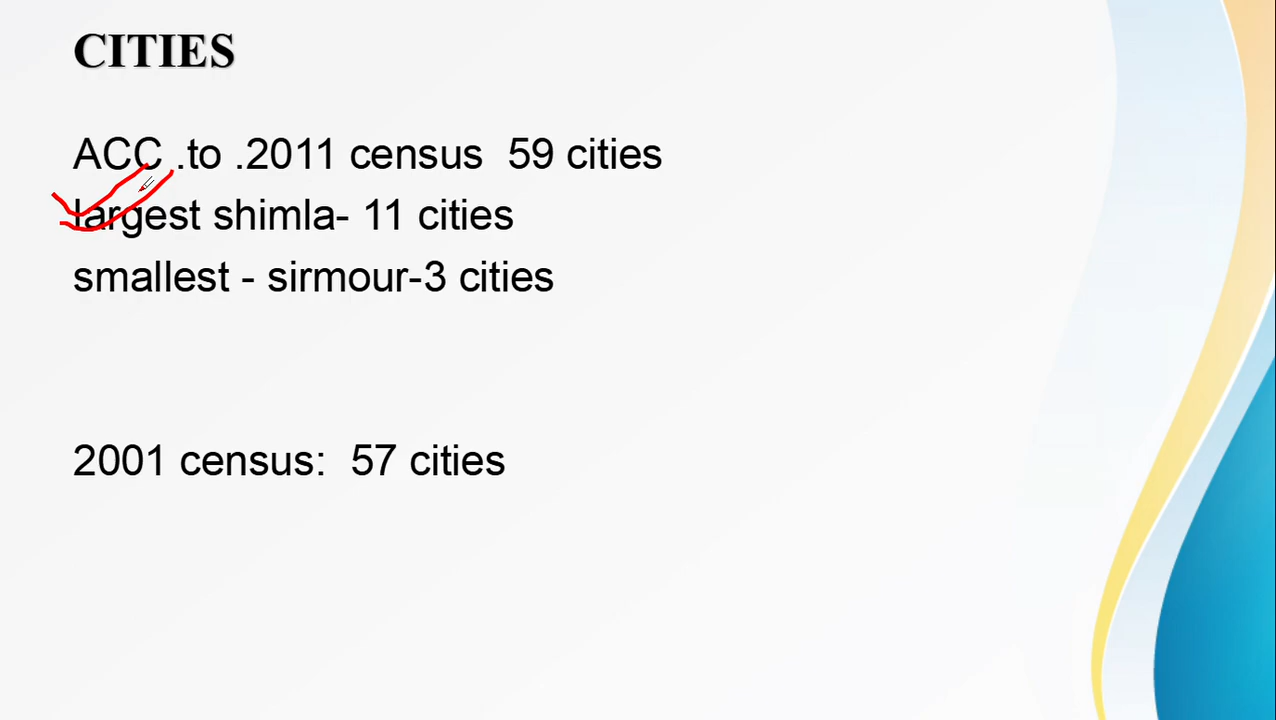 CITIES
ACC .to .2011 census 59 cities
largest shimla- 11 cities
smallest - sirmour-3 cities
2001 census: 57 cities